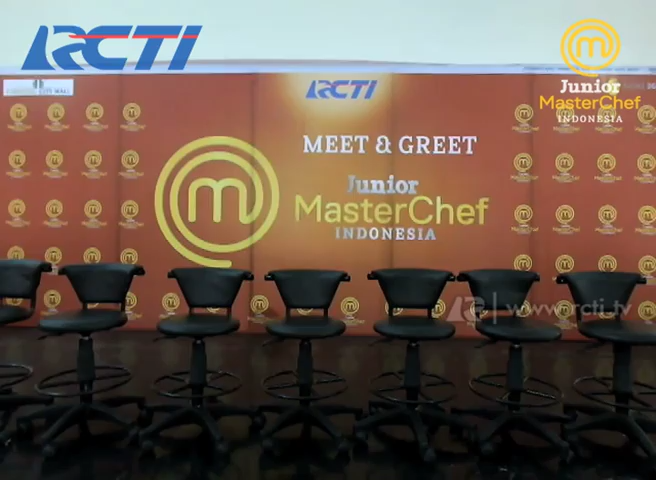 RCTI
Junior
MasterChef
INDONESIA
RCTI
MEET & GREET
Junior
MasterChef
INDONESIA
www.rcti.tv